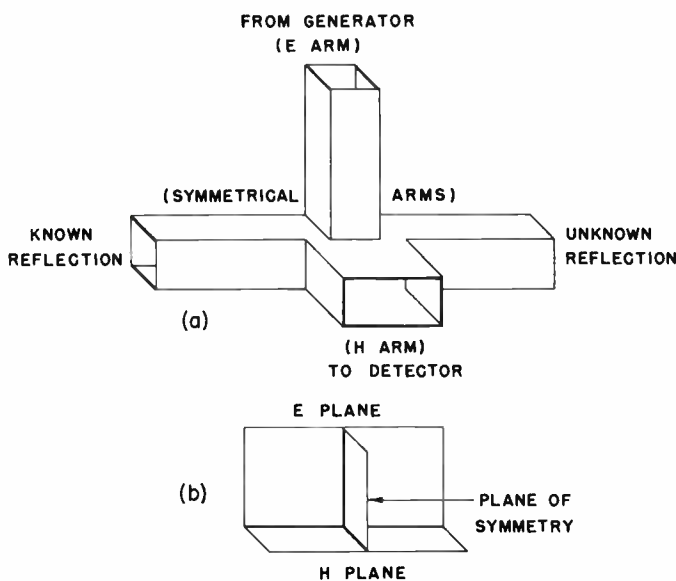 FROM GENERATOR
(E ARM)
(SYMMETRICAL ARMS)
KNOWN
REFLECTION
UNKNOWN
REFLECTION
(a)
(H ARM)
TO DETECTOR
E PLANE
(b)
PLANE OF
SYMMETRY
H PLANE